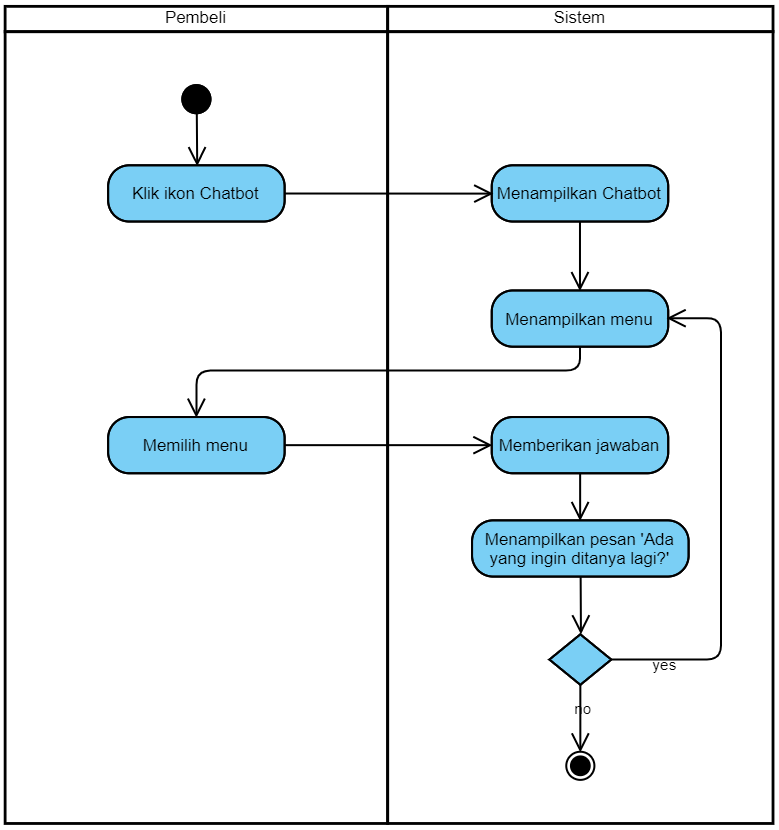 Pembeli
Sistem
Klik ikon Chatbot
Menampilkan Chatbot
Menampilkan menu
Memilih menu
Memberikan jawaban
Menampilkan pesan 'Ada
yang ingin ditanya lagi?'
yes
no